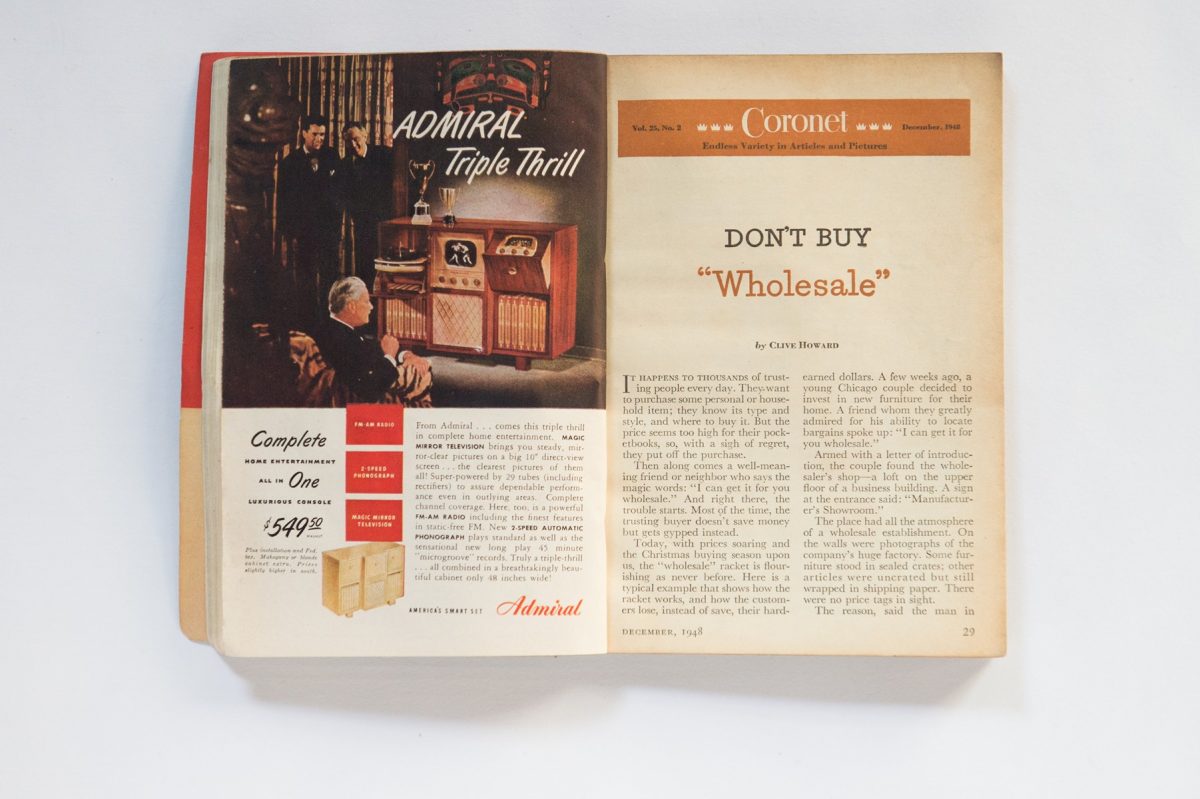 ADMIRAL
Triple Thrill
Complete
HOME ENTERTAINMENT
ALL IN One
LUXURIOUS CONSOLE
$549.50
WALNUT
Plus installation and Fed.
tax. Mahogany or blonde
cabinet extra. Prices
slightly higher in south.
FM-AM RADIO
2-SPEED
PHONOGRAPH
MAGIC MIRROR
TELEVISION
From Admiral . . . comes this triple thrill
in complete home entertainment. MAGIC
MIRROR TELEVISION brings you steady, mir-
ror-clear pictures on a big 10" direct-view
screen . . . the clearest pictures of them
all! Super-powered by 29 tubes (including
rectifiers) to assure dependable perform-
ance even in outlying areas. Complete
channel coverage. Here, too, is a powerful
FM-AM RADIO including the finest features
in static-free FM. New 2-SPEED AUTOMATIC
PHONOGRAPH plays standard as well as the
sensational new long play 45 minute
"microgroove" records. Truly a triple-thrill
. . . all combined in a breathtakingly beau-
tiful cabinet only 48 inches wide!
AMERICA'S SMART SET Admiral
Vol. 25, No. 2 Coronet December, 1948
Endless Variety in Articles and Pictures
DON'T BUY
“Wholesale”
by CLIVE HOWARD
IT HAPPENS TO THOUSANDS of trust-
ing people every day. They want
to purchase some personal or house-
hold item; they know its type and
style, and where to buy it. But the
price seems too high for their pock-
etbooks, so, with a sigh of regret,
they put off the purchase.
Then along comes a well-mean-
ing friend or neighbor who says the
magic words: “I can get it for you
wholesale.” And right there, the
trouble starts. Most of the time, the
trusting buyer doesn't save money
but gets gypped instead.
Today, with prices soaring and
the Christmas buying season upon
us, the “wholesale” racket is flour-
ishing as never before. Here is a
typical example that shows how the
racket works, and how the custom-
ers lose, instead of save, their hard-
earned dollars. A few weeks ago, a
young Chicago couple decided to
invest in new furniture for their
home. A friend whom they greatly
admired for his ability to locate
bargains spoke up: “I can get it for
you wholesale.”
Armed with a letter of introduc-
tion, the couple found the whole-
saler's shop—a loft on the upper
floor of a business building. A sign
at the entrance said: “Manufactur-
er's Showroom.”
The place had all the atmosphere
of a wholesale establishment. On
the walls were photographs of the
company's huge factory. Some fur-
niture stood in sealed crates; other
articles were uncrated but still
wrapped in shipping paper. There
were no price tags in sight.
The reason, said the man in
DECEMBER, 1948 29